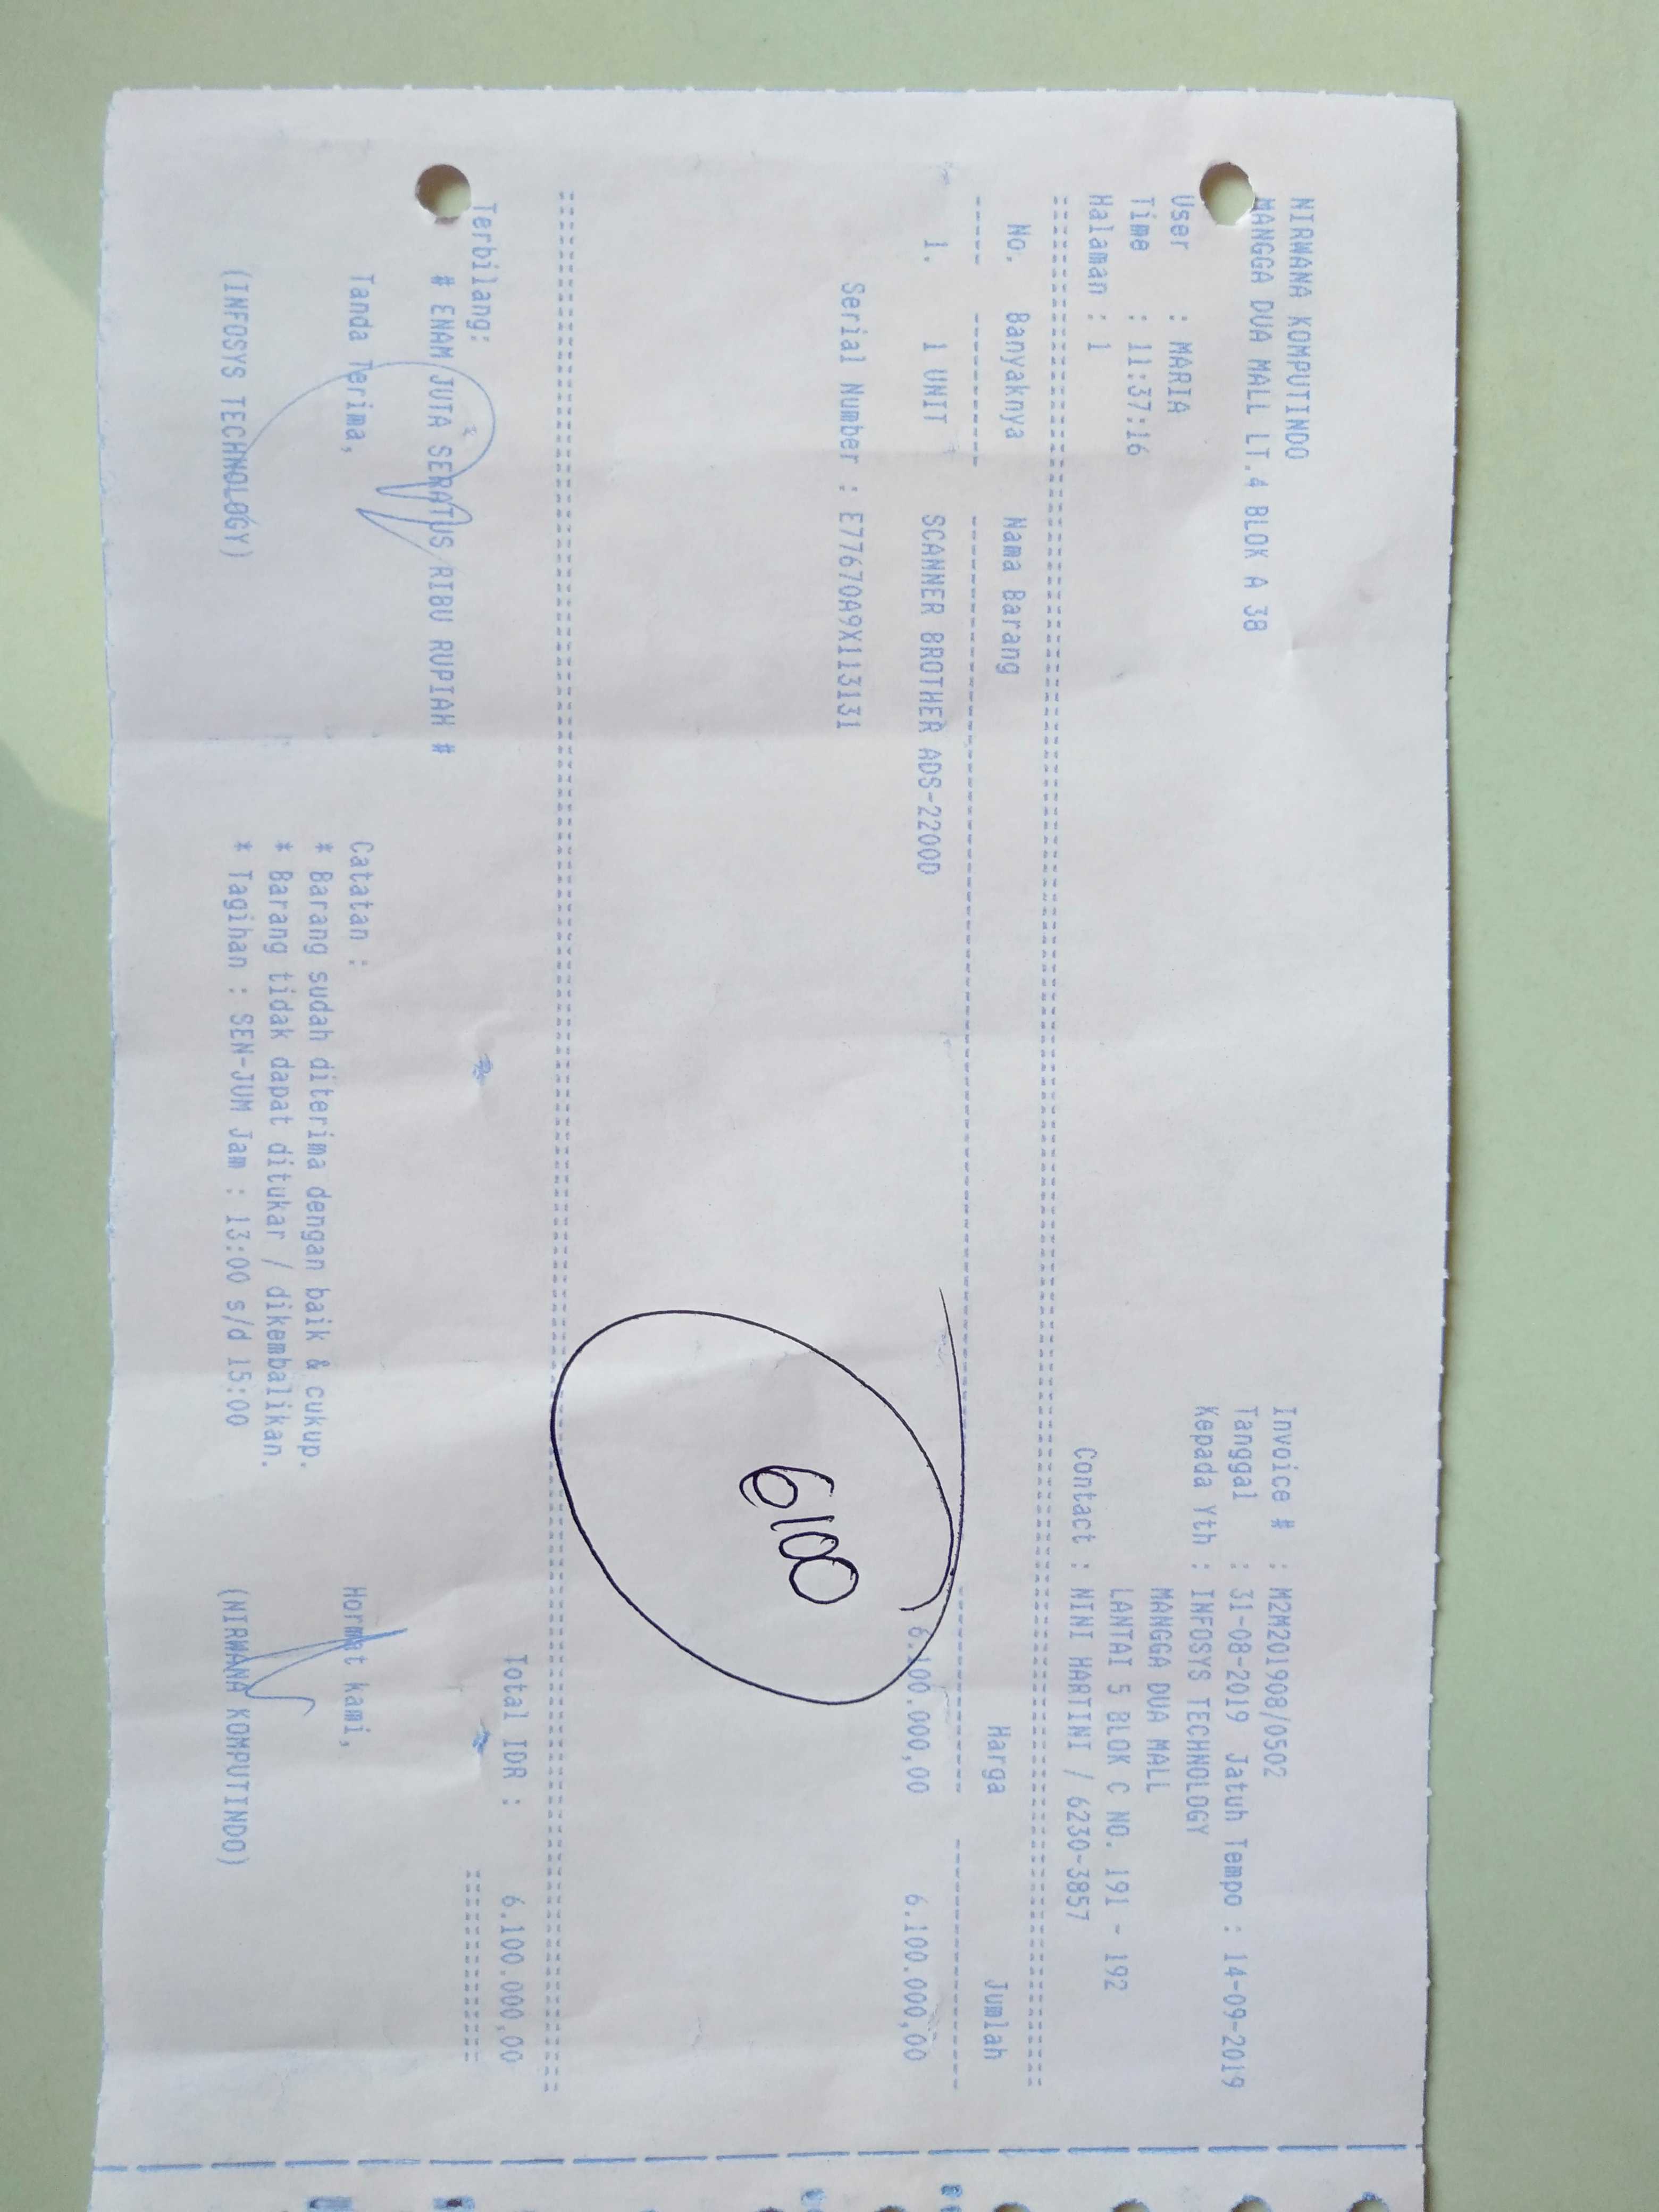 NIRWANA KOMPUTINDO
MANGGA DUA MALL LT.4 BLOK A 38
Invoice # : M2M201908/0502
Tanggal : 31-08-2019 Jatuh Tempo : 14-09-2019
Kepada Yth : INFOSYS TECHNOLOGY
MANGGA DUA MALL
LANTAI 5 BLOK C NO. 191 - 192
Contact : NINI HARTINI / 6230-3857
User : MARIA
Time : 11:37:16
Halaman : 1
No. Banyaknya Nama Barang Harga Jumlah
1. 1 UNIT SCANNER BROTHER ADS-2200D 6.100.000,00 6.100.000,00
Serial Number : E77670A9X113131
6100
Total IDR : 6.100.000,00
Terbilang:
# ENAM JUTA SERATUS RIBU RUPIAH #
Tanda Terima,
(INFOSYS TECHNOLOGY)
Catatan :
* Barang sudah diterima dengan baik & cukup.
* Barang tidak dapat ditukar / dikembalikan.
* Tagihan : SEN-JUM Jam : 13:00 s/d 15:00
Hormat kami,
(NIRWANA KOMPUTINDO)